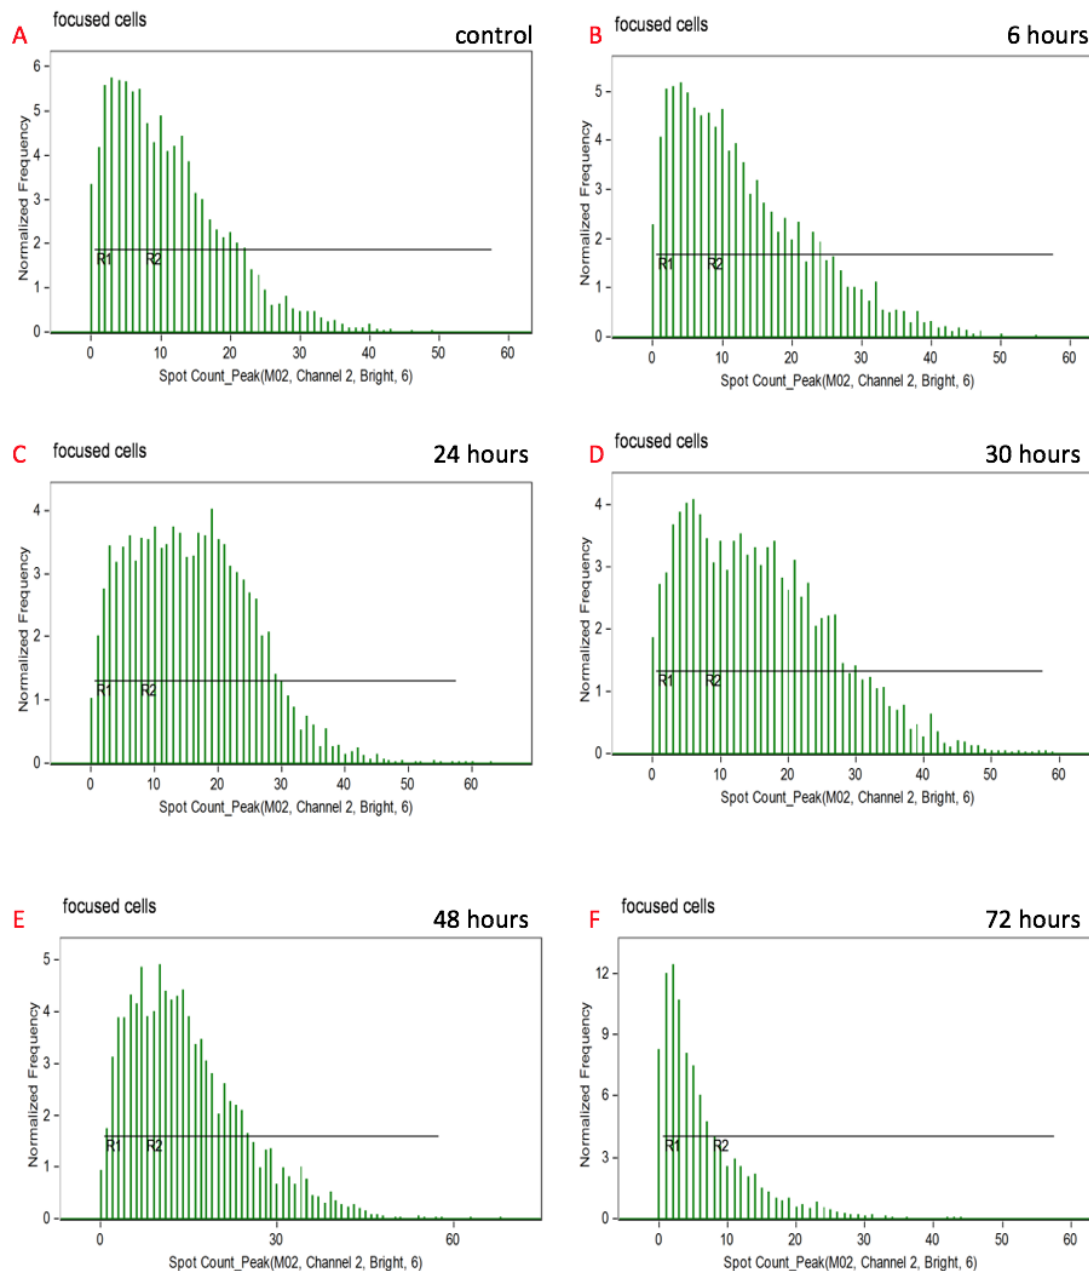 A focused cells control
Normalized Frequency
6
5
4
3
2
1
0
R1 R2
0 10 20 30 40 50 60
Spot Count_Peak(M02, Channel 2, Bright, 6)
B focused cells 6 hours
Normalized Frequency
5
4
3
2
1
0
R1 R2
0 10 20 30 40 50 60
Spot Count_Peak(M02, Channel 2, Bright, 6)
C focused cells 24 hours
Normalized Frequency
4
3
2
1
0
R1 R2
0 10 20 30 40 50 60
Spot Count_Peak(M02, Channel 2, Bright, 6)
D focused cells 30 hours
Normalized Frequency
4
3
2
1
0
R1 R2
0 10 20 30 40 50 60
Spot Count_Peak(M02, Channel 2, Bright, 6)
E focused cells 48 hours
Normalized Frequency
5
4
3
2
1
0
R1 R2
0 30 60
Spot Count_Peak(M02, Channel 2, Bright, 6)
F focused cells 72 hours
Normalized Frequency
12
9
6
3
0
R1 R2
0 10 20 30 40 50 60
Spot Count_Peak(M02, Channel 2, Bright, 6)